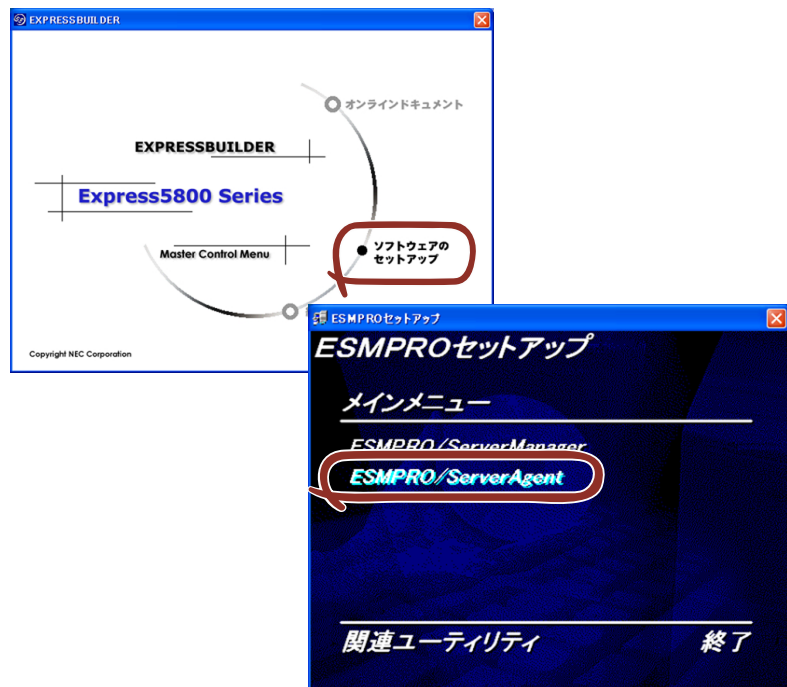 EXPRESSBUILDER
オンラインドキュメント
EXPRESSBUILDER
Express5800 Series
ソフトウェアの
セットアップ
Master Control Menu
Copyright NEC Corporation
ESMPROセットアップ
ESMPROセットアップ
メインメニュー
ESMPRO/ServerManager
ESMPRO/ServerAgent
関連ユーティリティ
終了